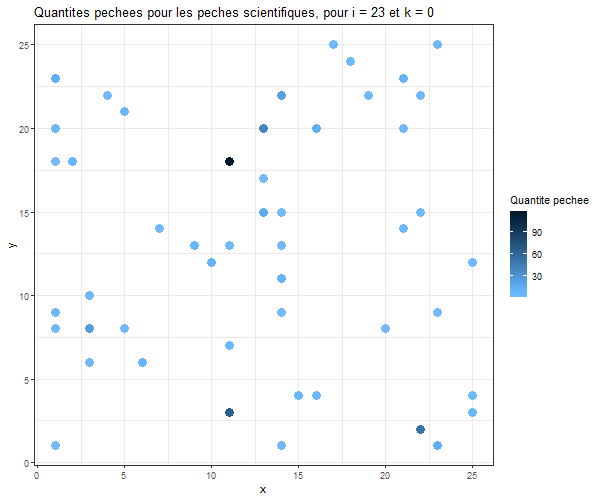 Quantites pechees pour les peches scientifiques, pour i = 23 et k = 0
25
20
15
10
5
0
y
0 5 10 15 20 25
x
Quantite pechee
90
60
30